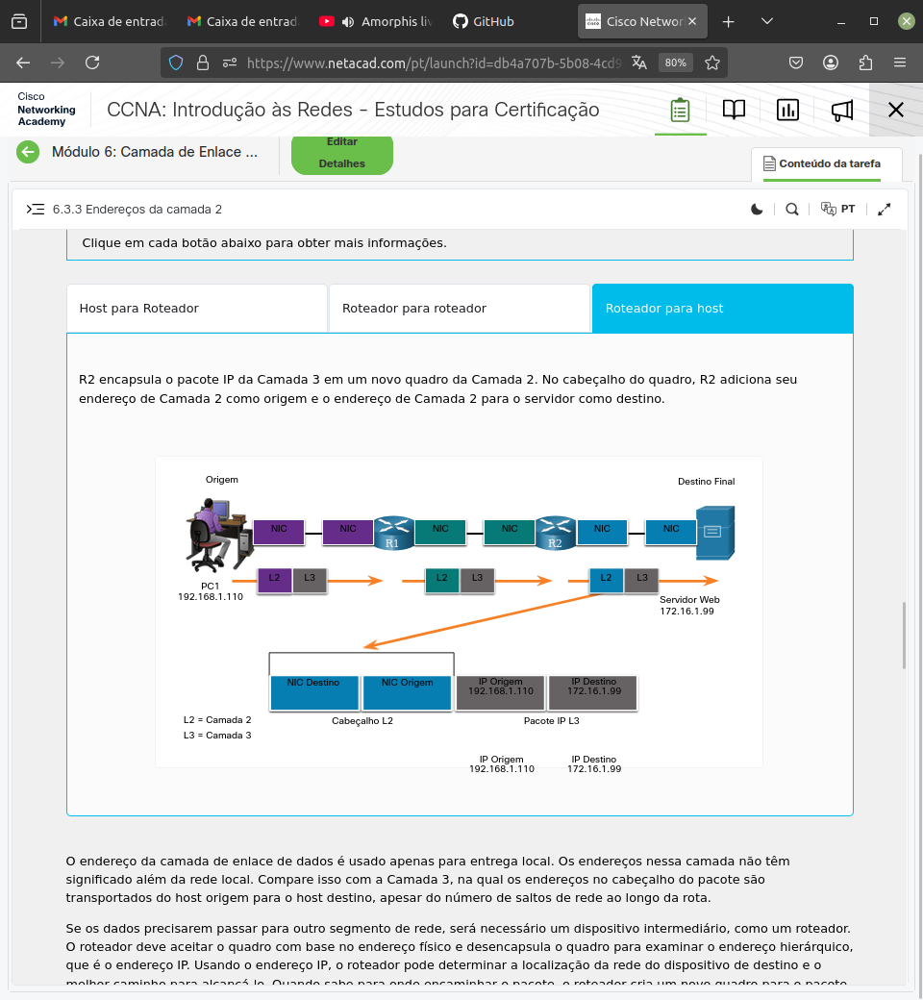 Caixa de entrad
Caixa de entrad
Amorphis liv
GitHub
Cisco Networ
https://www.netacad.com/pt/launch?id=db4a707b-5b08-4cd9
80%
Cisco
Networking
Academy
CCNA: Introdução às Redes - Estudos para Certificação
Módulo 6: Camada de Enlace ...
Editar
Detalhes
Conteúdo da tarefa
6.3.3 Endereços da camada 2
PT
Clique em cada botão abaixo para obter mais informações.
Host para Roteador
Roteador para roteador
Roteador para host
R2 encapsula o pacote IP da Camada 3 em um novo quadro da Camada 2. No cabeçalho do quadro, R2 adiciona seu
endereço de Camada 2 como origem e o endereço de Camada 2 para o servidor como destino.
Origem
Destino Final
NIC
NIC
R1
NIC
NIC
R2
NIC
NIC
L2
L3
L2
L3
L2
L3
PC1
192.168.1.110
Servidor Web
172.16.1.99
NIC Destino
NIC Origem
IP Origem
192.168.1.110
IP Destino
172.16.1.99
L2 = Camada 2
Cabeçalho L2
Pacote IP L3
L3 = Camada 3
IP Origem
192.168.1.110
IP Destino
172.16.1.99
O endereço da camada de enlace de dados é usado apenas para entrega local. Os endereços nessa camada não têm
significado além da rede local. Compare isso com a Camada 3, na qual os endereços no cabeçalho do pacote são
transportados do host origem para o host destino, apesar do número de saltos de rede ao longo da rota.
Se os dados precisarem passar para outro segmento de rede, será necessário um dispositivo intermediário, como um roteador.
O roteador deve aceitar o quadro com base no endereço físico e desencapsula o quadro para examinar o endereço hierárquico,
que é o endereço IP. Usando o endereço IP, o roteador pode determinar a localização da rede do dispositivo de destino e o
melhor caminho para alcançá-lo. Quando sabe para onde encaminhar o pacote, o roteador cria um novo quadro para o pacote,